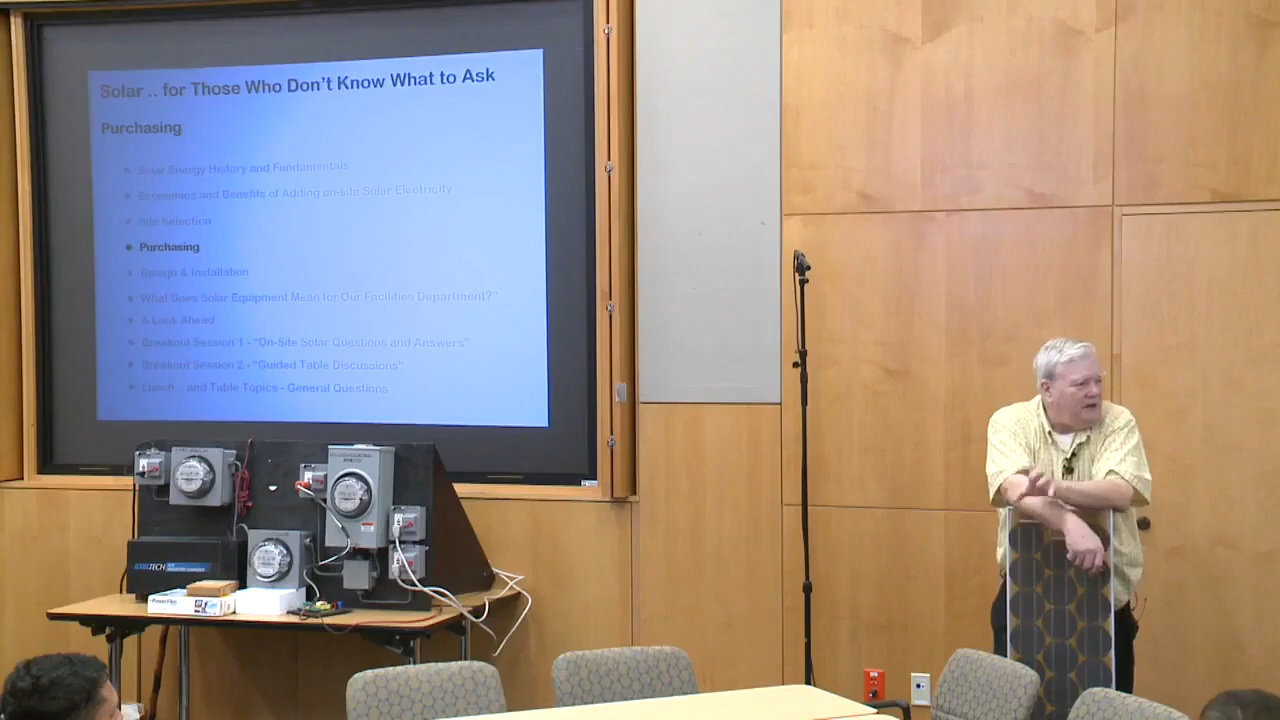 Solar .. for Those Who Don't Know What to Ask
Purchasing
Solar Energy History and Fundamentals
Economics and Benefits of Adding on-site Solar Electricity
Site Selection
Purchasing
Design & Installation
What Does Solar Equipment Mean for Our Facilities Department?"
A Look Ahead
Breakout Session 1 - "On-Site Solar Questions and Answers"
Breakout Session 2 - "Guided Table Discussions"
Lunch .. and Table Topics - General Questions